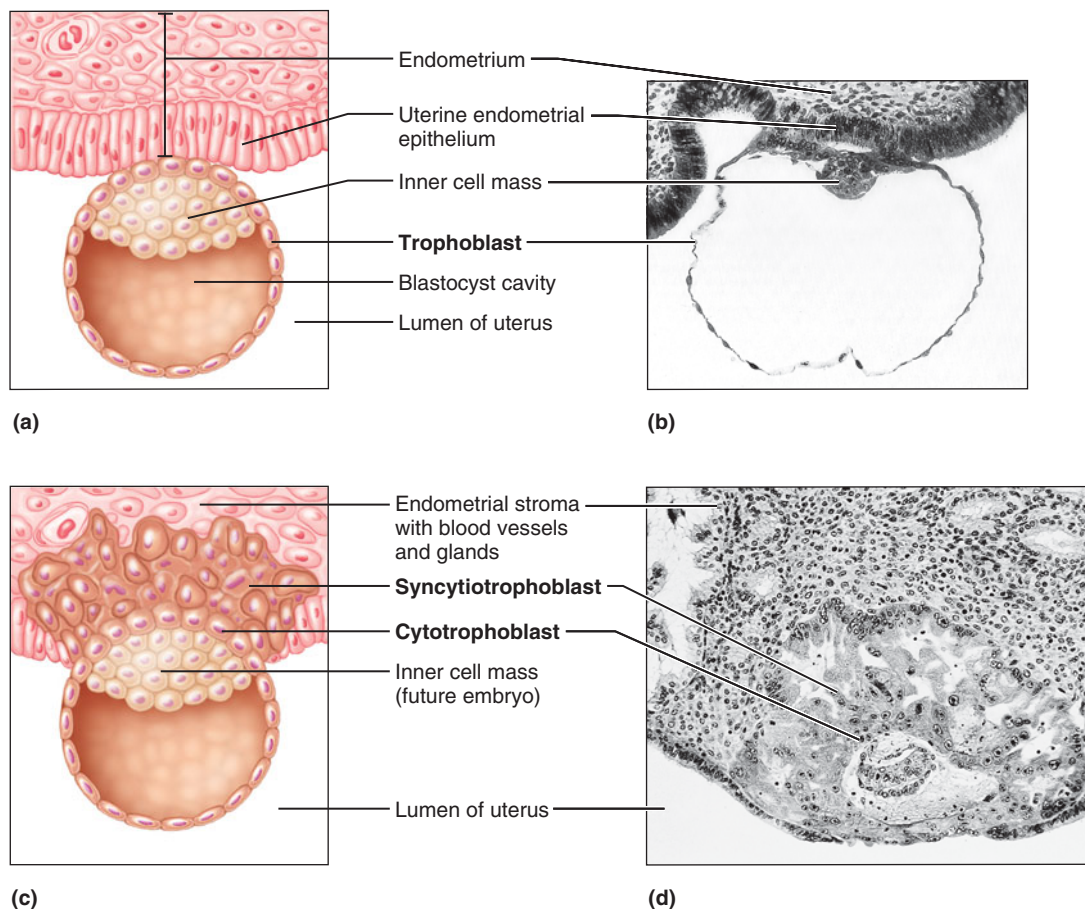 Endometrium
Uterine endometrial
epithelium
Inner cell mass
Trophoblast
Blastocyst cavity
Lumen of uterus
(a)
(b)
Endometrial stroma
with blood vessels
and glands
Syncytiotrophoblast
Cytotrophoblast
Inner cell mass
(future embryo)
Lumen of uterus
(c)
(d)